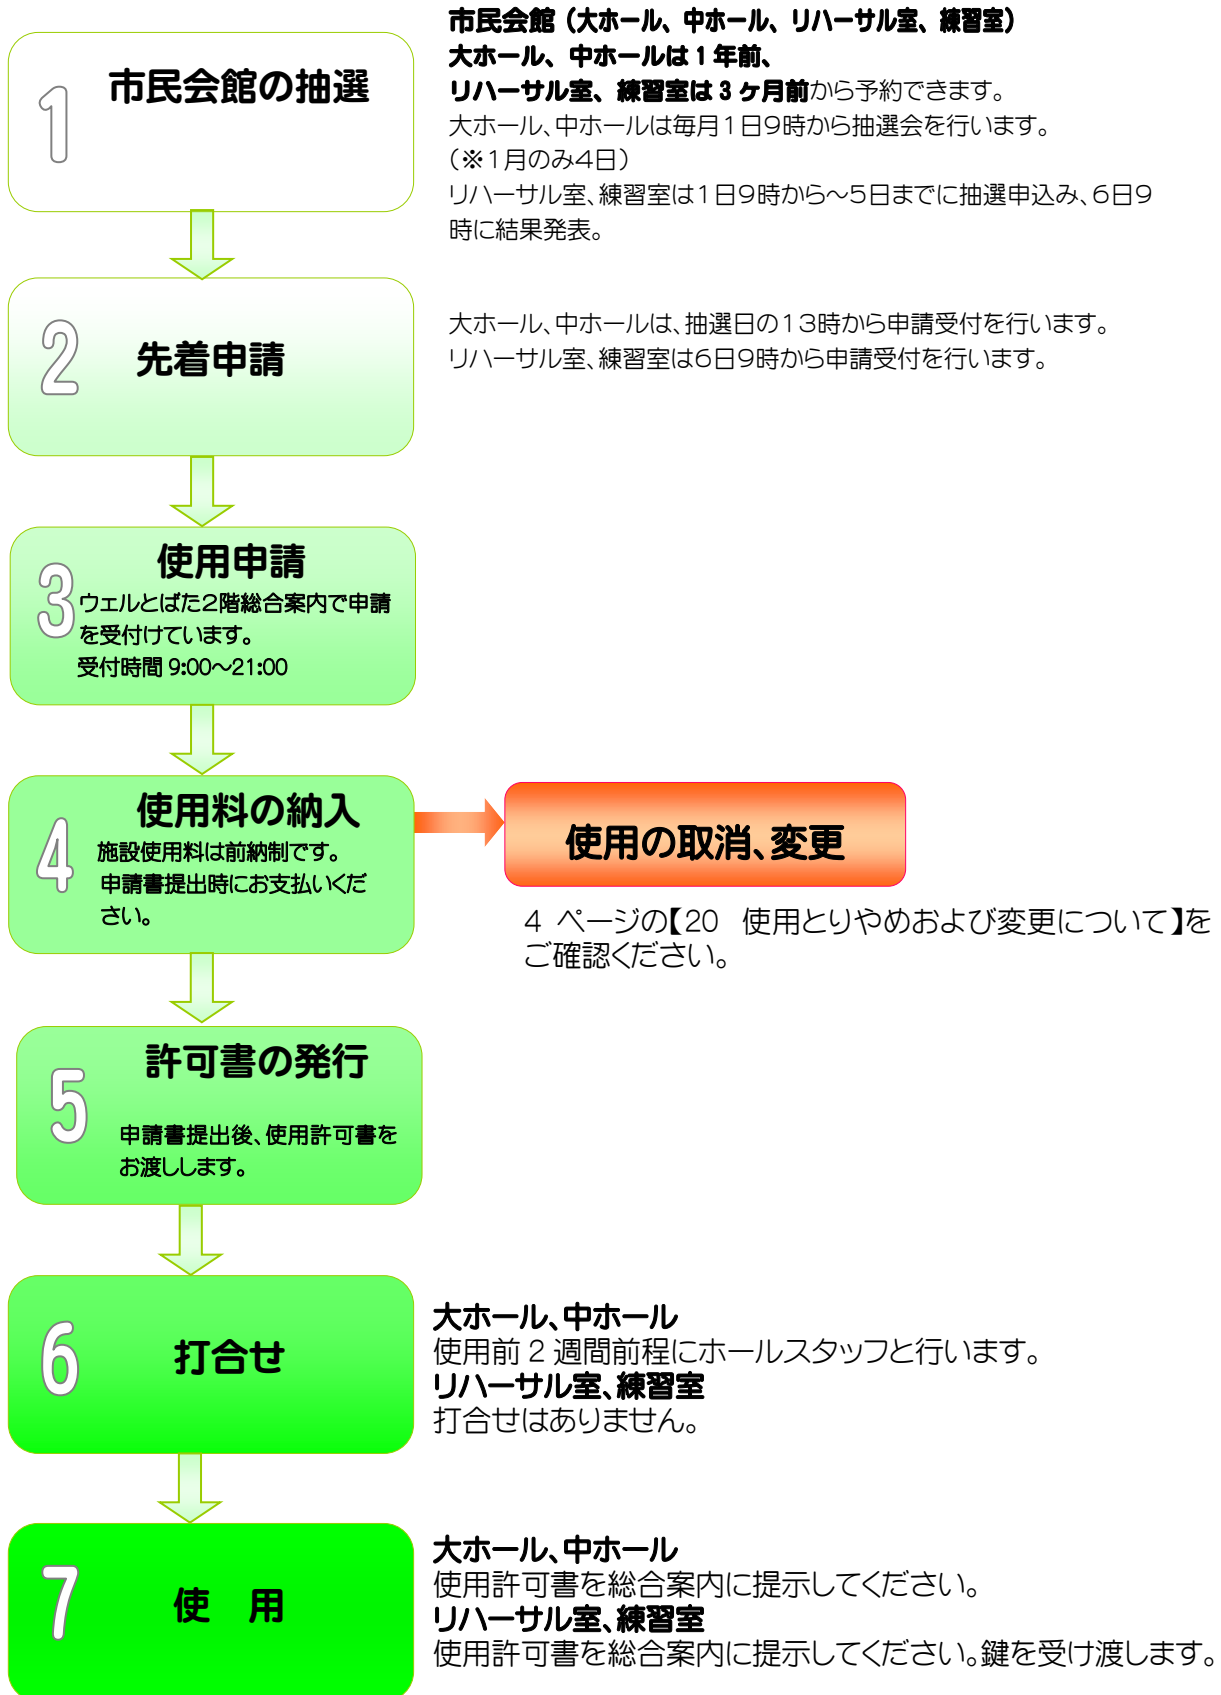 1
市民会館の抽選
市民会館（大ホール、中ホール、リハーサル室、練習室）
大ホール、中ホールは1年前、
リハーサル室、練習室は3ヶ月前から予約できます。
大ホール、中ホールは毎月1日9時から抽選会を行います。
（※1月のみ4日）
リハーサル室、練習室は1日9時から～5日までに抽選申込み、6日9
時に結果発表。
2
先着申請
大ホール、中ホールは、抽選日の13時から申請受付を行います。
リハーサル室、練習室は6日9時から申請受付を行います。
3
使用申請
ウェルとばた2階総合案内で申請
を受付けています。
受付時間 9:00～21:00
4
使用料の納入
施設使用料は前納制です。
申請書提出時にお支払いくだ
さい。
使用の取消、変更
4 ページの【20　使用とりやめおよび変更について】を
ご確認ください。
5
許可書の発行
申請書提出後、使用許可書を
お渡しします。
6
打合せ
大ホール、中ホール
使用前2週間前程にホールスタッフと行います。
リハーサル室、練習室
打合せはありません。
7
使　用
大ホール、中ホール
使用許可書を総合案内に提示してください。
リハーサル室、練習室
使用許可書を総合案内に提示してください。鍵を受け渡します。